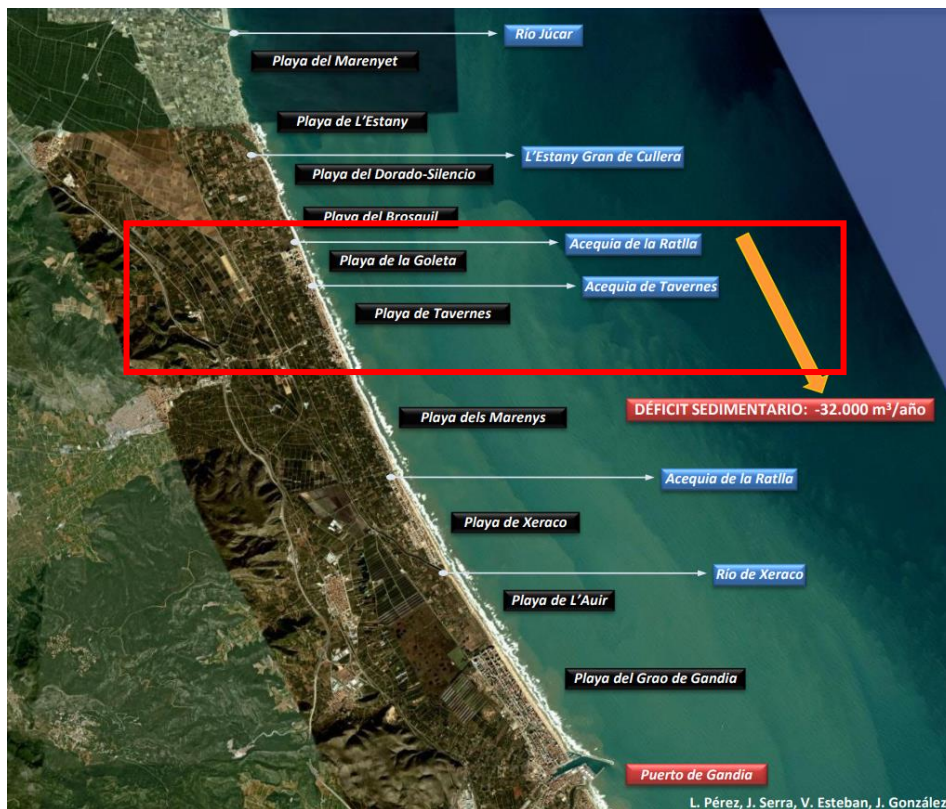 Río Júcar
Playa del Marenyet
Playa de L'Estany
L'Estany Gran de Cullera
Playa del Dorado-Silencio
Playa del Brosquil
Acequia de la Ratlla
Playa de la Goleta
Acequia de Tavernes
Playa de Tavernes
DÉFICIT SEDIMENTARIO: -32.000 m³/año
Playa dels Marenys
Acequia de la Ratlla
Playa de Xeraco
Río de Xeraco
Playa de L'Auir
Playa del Grao de Gandia
Puerto de Gandia
L. Pérez, J. Serra, V. Esteban, J. González